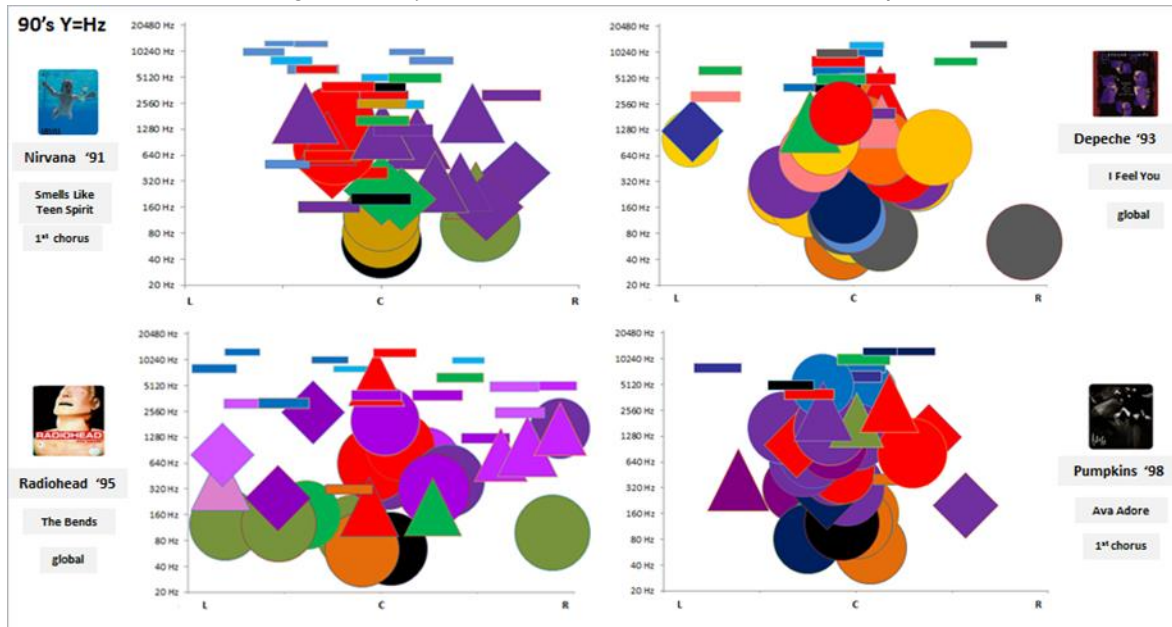 90's Y=Hz
20480 Hz
10240 Hz
5120 Hz
2560 Hz
1280 Hz
640 Hz
320 Hz
160 Hz
80 Hz
40 Hz
20 Hz
L C R
Nirvana '91
Smells Like
Teen Spirit
1st chorus
20480 Hz
10240 Hz
5120 Hz
2560 Hz
1280 Hz
640 Hz
320 Hz
160 Hz
80 Hz
40 Hz
20 Hz
L C R
Depeche '93
I Feel You
global
20480 Hz
10240 Hz
5120 Hz
2560 Hz
1280 Hz
640 Hz
320 Hz
160 Hz
80 Hz
40 Hz
20 Hz
L C R
RADIOHEAD
Radiohead '95
The Bends
global
20480 Hz
10240 Hz
5120 Hz
2560 Hz
1280 Hz
640 Hz
320 Hz
160 Hz
80 Hz
40 Hz
20 Hz
L C R
Pumpkins '98
Ava Adore
1st chorus